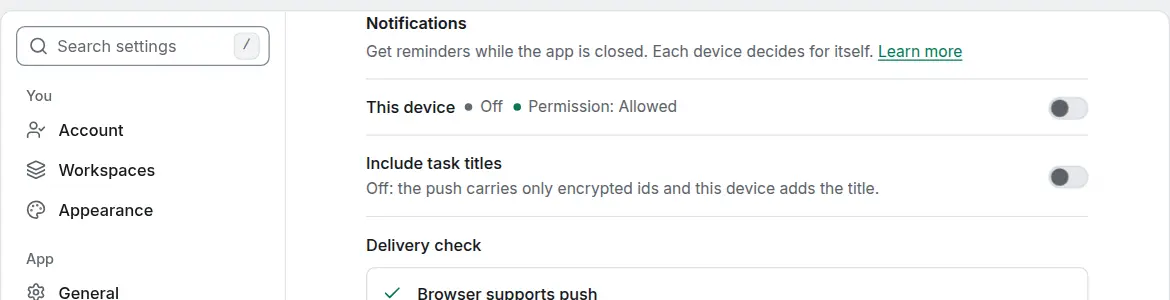 Search settings /
You
Account
Workspaces
Appearance
App
General
Notifications
Get reminders while the app is closed. Each device decides for itself. Learn more
This device Off Permission: Allowed
Include task titles
Off: the push carries only encrypted ids and this device adds the title.
Delivery check
Browser supports push